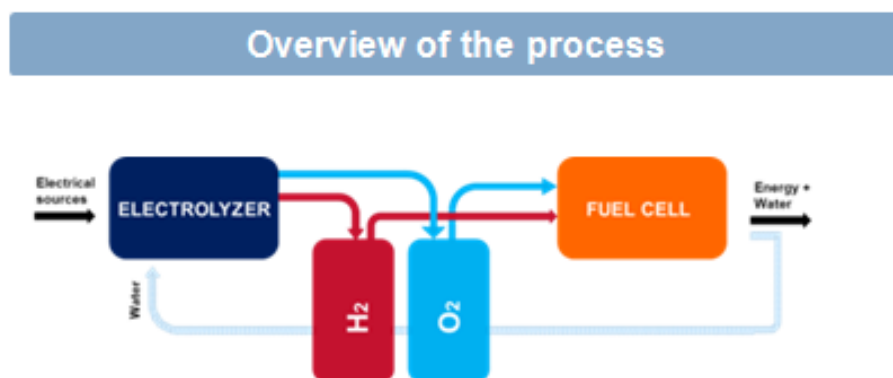 Overview of the process
Electrical
sources
ELECTROLYZER
FUEL CELL
Energy +
Water
Water
H2
O2